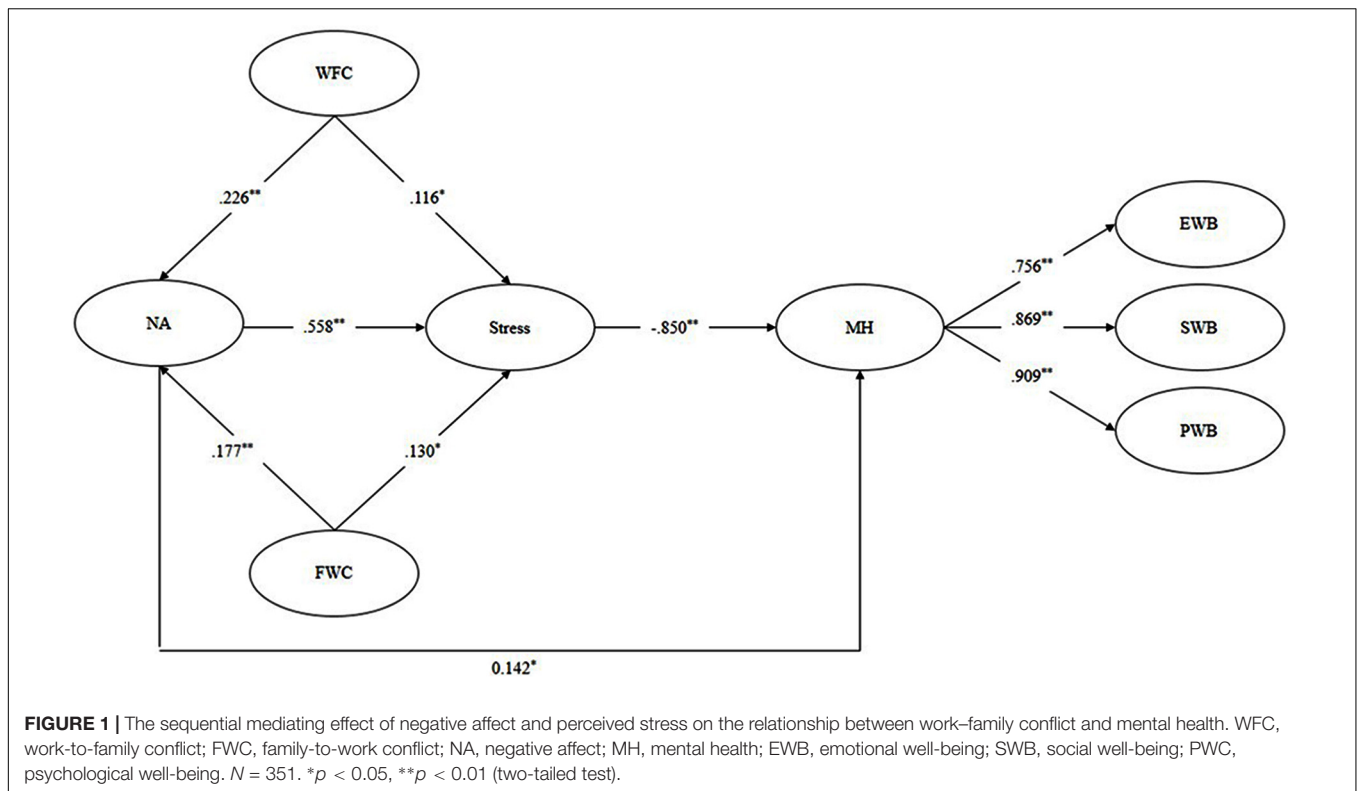 WFC
.226**
.116*
EWB
.756**
NA
.558**
Stress
-.850**
MH
.869**
SWB
.909**
PWB
.177**
.130*
FWC
0.142*
FIGURE 1 | The sequential mediating effect of negative affect and perceived stress on the relationship between work–family conflict and mental health. WFC,
work-to-family conflict; FWC, family-to-work conflict; NA, negative affect; MH, mental health; EWB, emotional well-being; SWB, social well-being; PWC,
psychological well-being. N = 351. *p < 0.05, **p < 0.01 (two-tailed test).